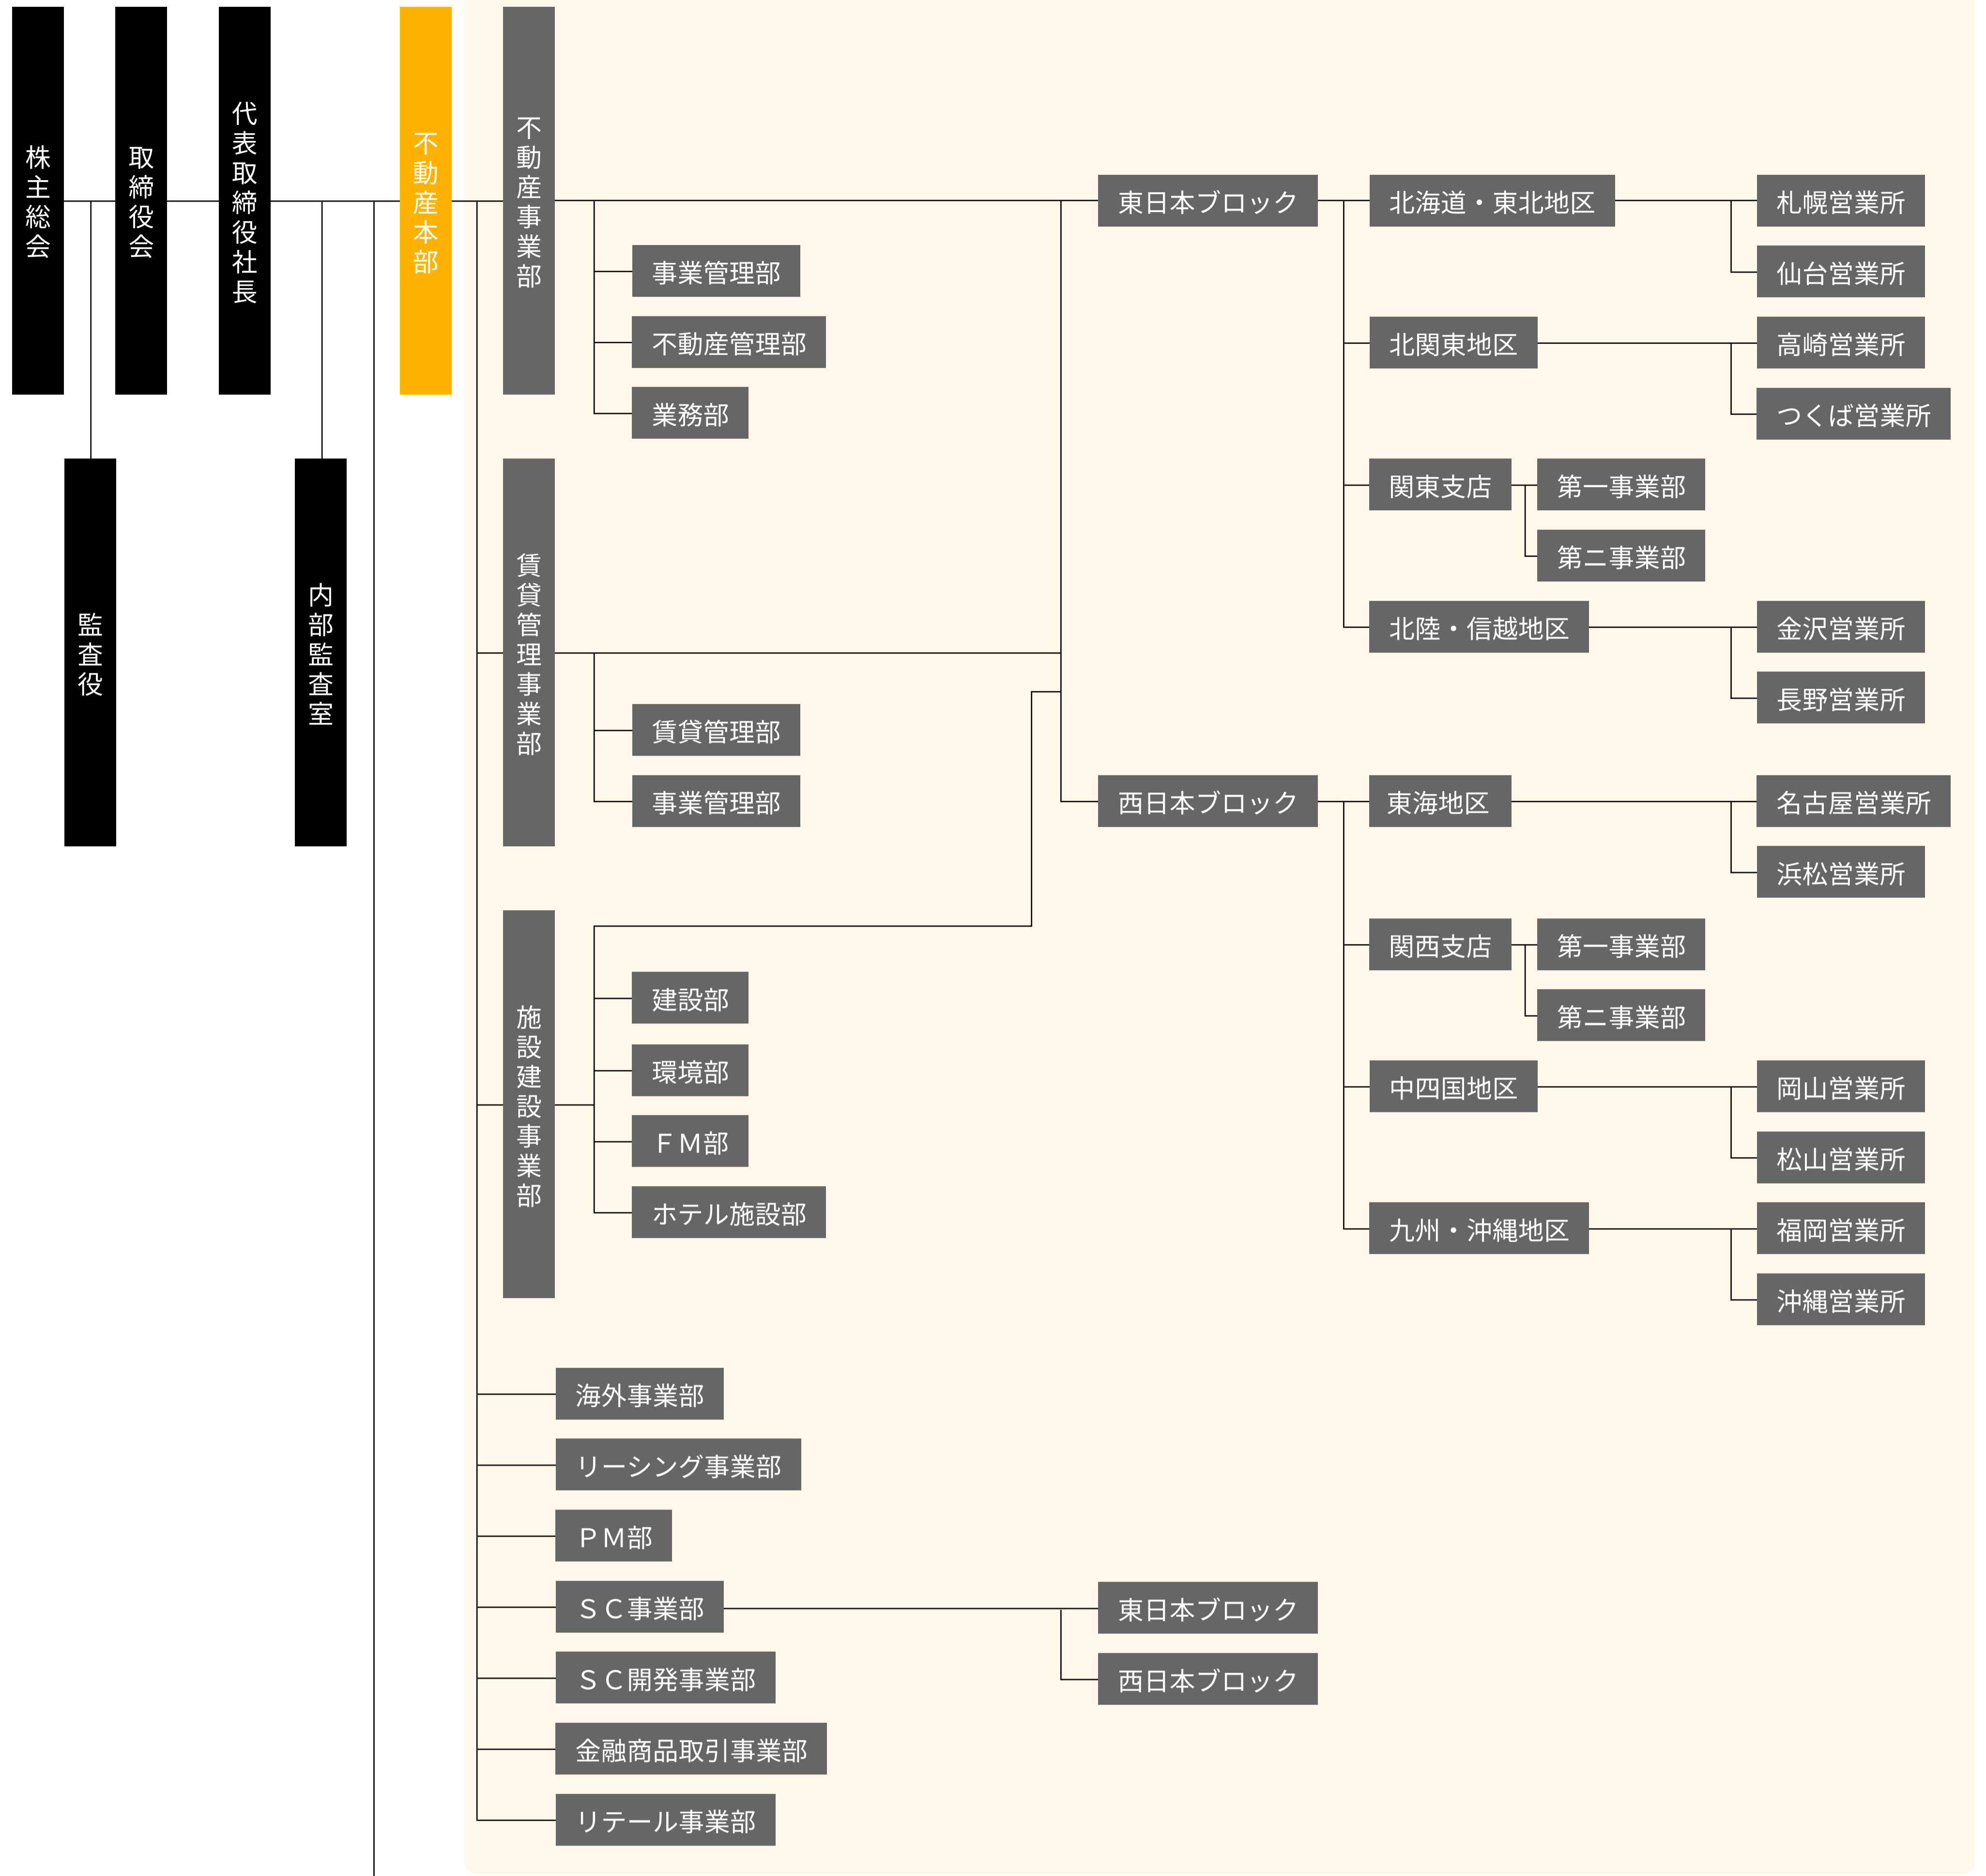 株主総会
取締役会
代表取締役社長
監査役
内部監査室
不動産本部
不動産事業部
事業管理部
不動産管理部
業務部
賃貸管理事業部
賃貸管理部
事業管理部
施設建設事業部
建設部
環境部
ＦＭ部
ホテル施設部
東日本ブロック
北海道・東北地区
札幌営業所
仙台営業所
北関東地区
高崎営業所
つくば営業所
関東支店
第一事業部
第二事業部
北陸・信越地区
金沢営業所
長野営業所
西日本ブロック
東海地区
名古屋営業所
浜松営業所
関西支店
第一事業部
第二事業部
中四国地区
岡山営業所
松山営業所
九州・沖縄地区
福岡営業所
沖縄営業所
海外事業部
リーシング事業部
ＰＭ部
ＳＣ事業部
東日本ブロック
西日本ブロック
ＳＣ開発事業部
金融商品取引事業部
リテール事業部